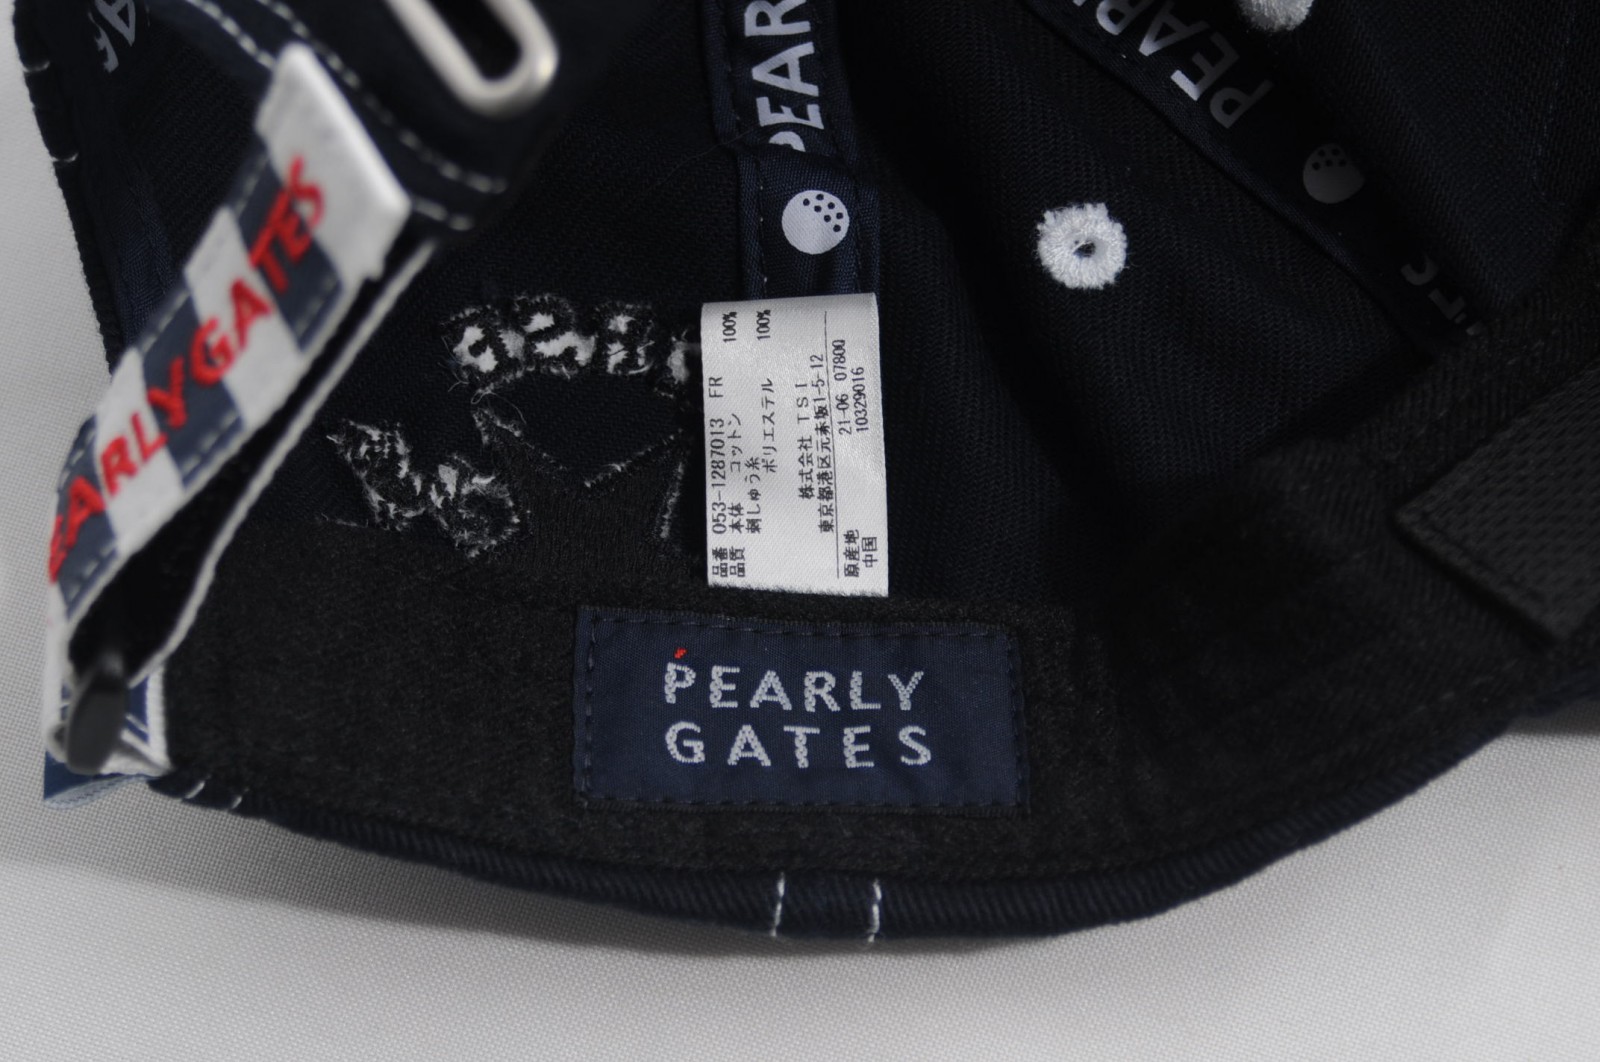 PEARLY GATES
PEAR
PEARL
品番 053-1287013 FR
品質 本体 コットン 100%
刺しゅう糸
ポリエステル 100%
株式会社 TSI
東京都港区元赤坂1-5-12
21-06 07800
原産地 10329016
中国
PEARLY
GATES